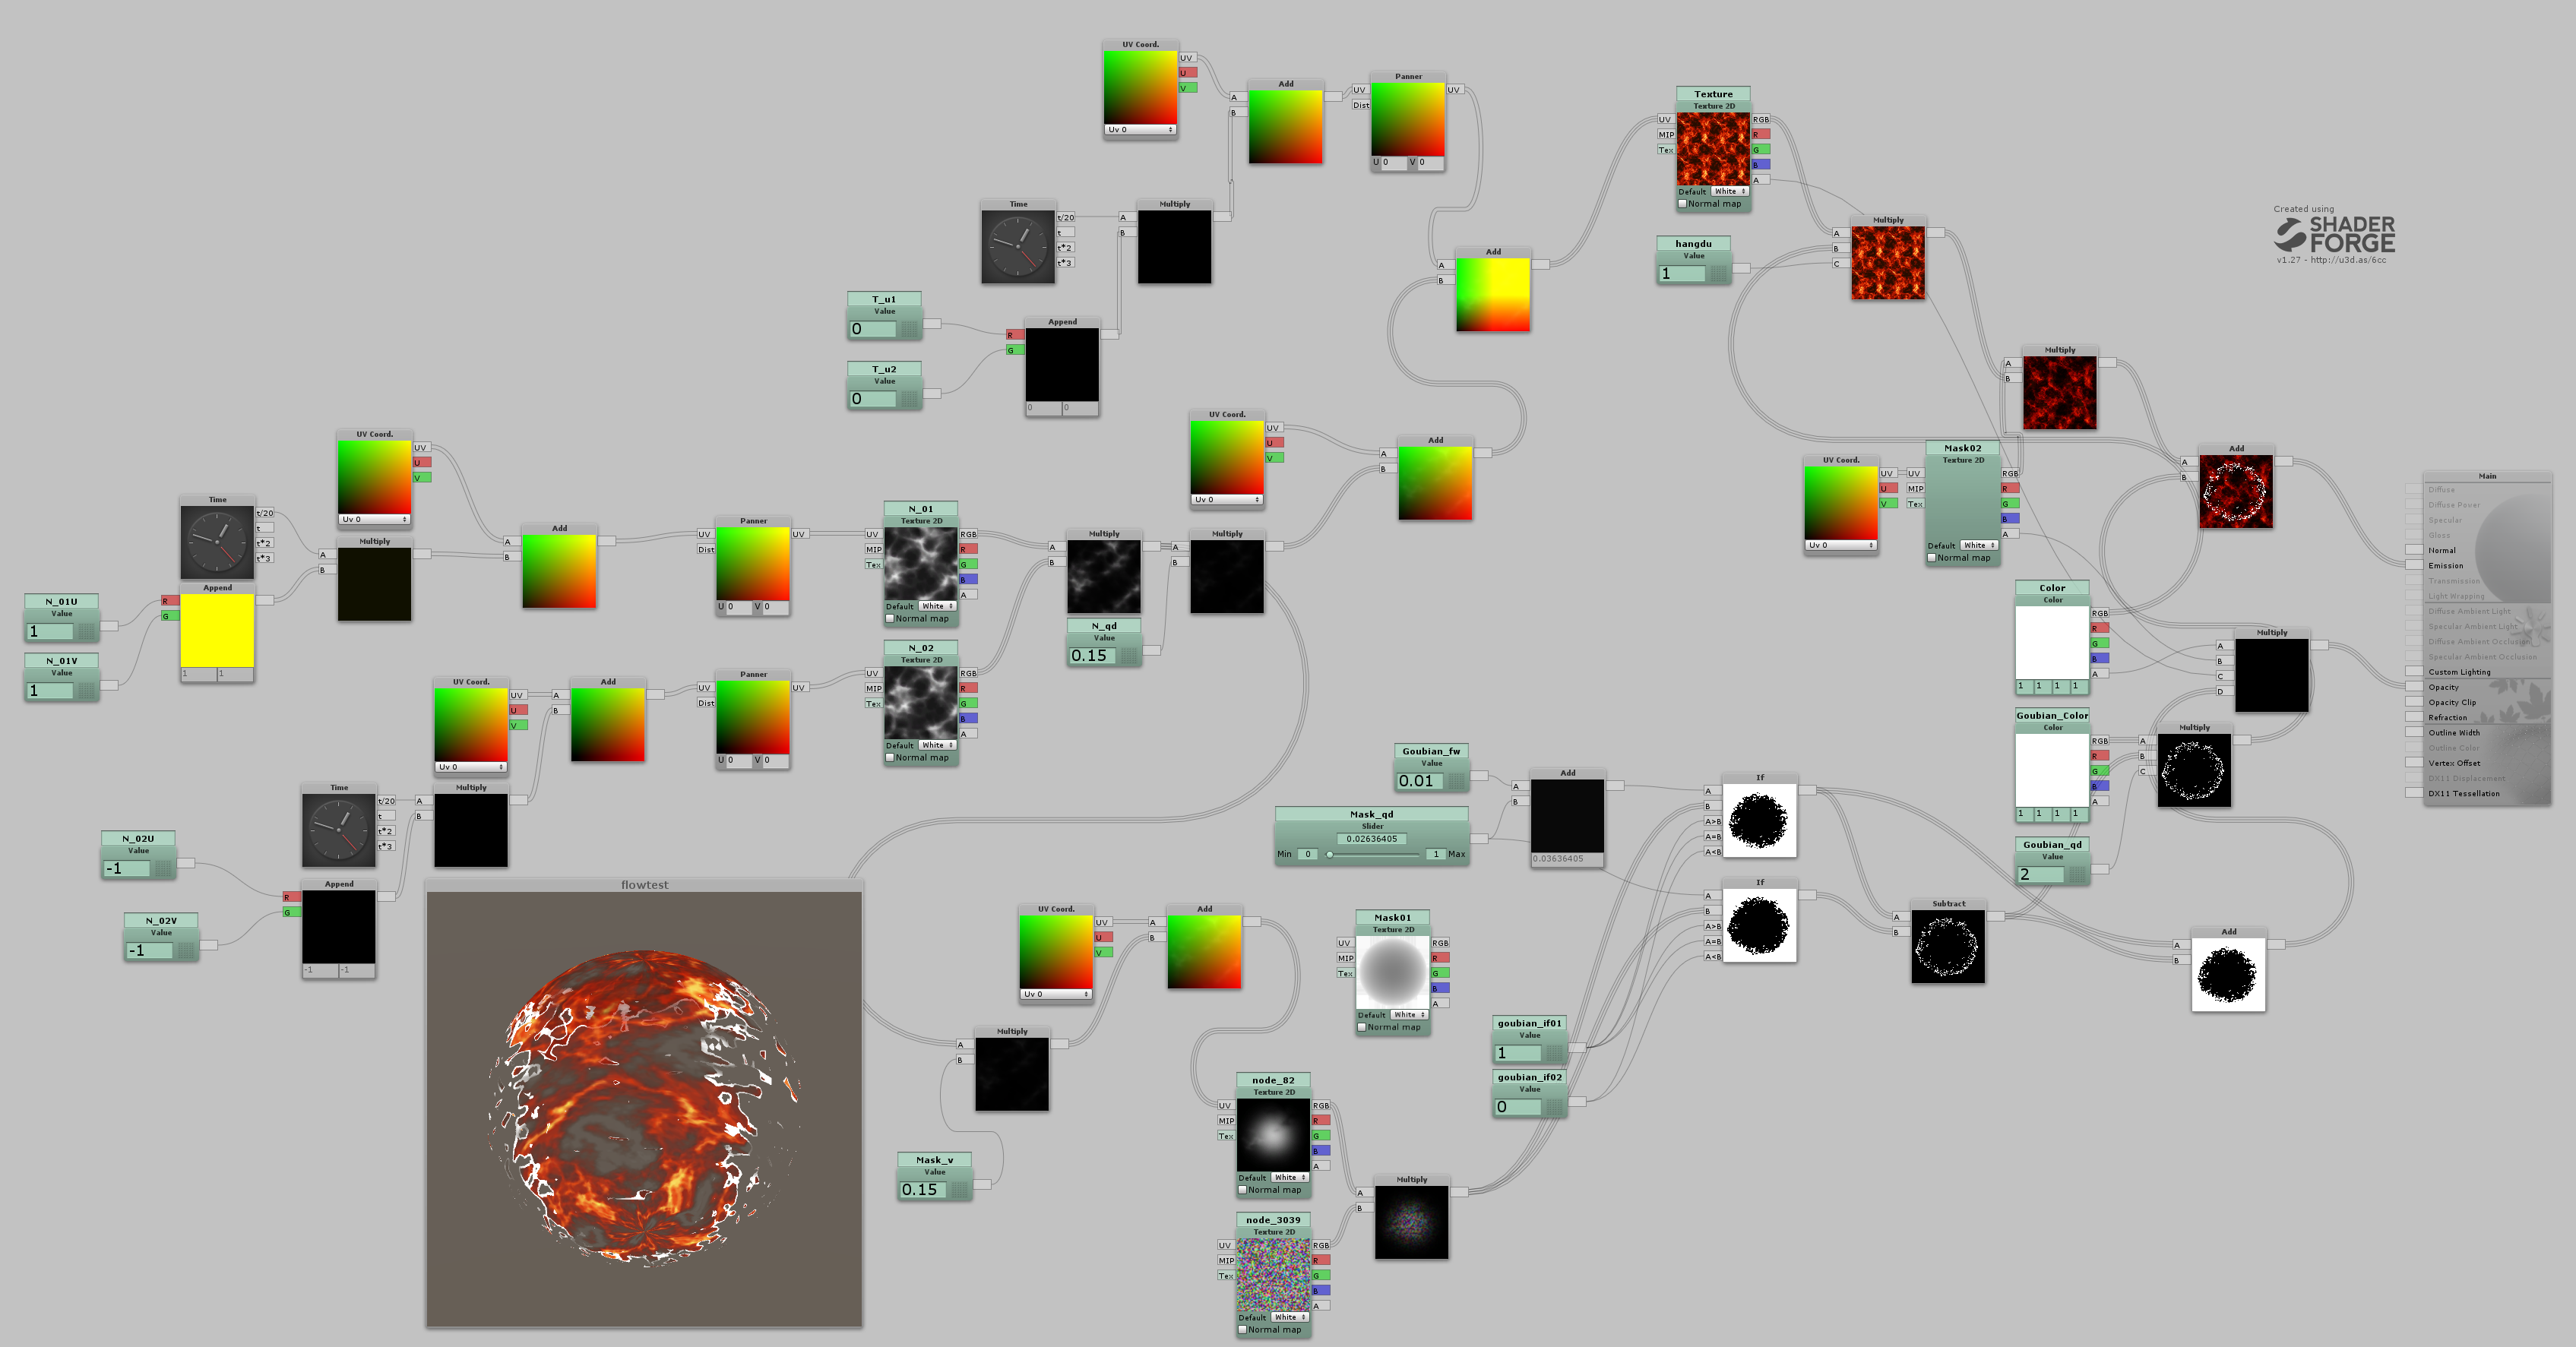 UV Coord.
UV
U
V
Uv 0
Add
A
B
Panner
UV
Dist
UV
U 0 V 0
Texture
Texture 2D
UV
MIP
Tex
RGB
R
G
B
A
Default White
Normal map
Time
t/20
t
t*2
t*3
Multiply
A
B
hangdu
Value
1
Multiply
A
B
C
Created using
SHADER
FORGE
v1.27 - http://u3d.as/6cc
Add
A
B
T_u1
Value
0
T_u2
Value
0
Append
R
G
0 0
Multiply
A
B
UV Coord.
UV
U
V
Uv 0
UV Coord.
UV
U
V
Uv 0
Add
A
B
Mask02
Texture 2D
UV
MIP
Tex
RGB
R
G
B
A
Default White
Normal map
UV Coord.
UV
U
V
Uv 0
Add
A
B
Time
t/20
t
t*2
t*3
Multiply
A
B
Add
A
B
Panner
UV
Dist
UV
U 0 V 0
N_01
Texture 2D
UV
MIP
Tex
RGB
R
G
B
A
Default White
Normal map
Multiply
A
B
Multiply
A
B
N_01U
Value
1
N_01V
Value
1
Append
R
G
1 1
N_qd
Value
0.15
N_02
Texture 2D
UV
MIP
Tex
RGB
R
G
B
A
Default White
Normal map
UV Coord.
UV
U
V
Uv 0
Add
A
B
Panner
UV
Dist
UV
U 0 V 0
Color
Color
RGB
R
G
B
A
1 1 1 1
Multiply
A
B
C
D
Main
Diffuse
Diffuse Power
Specular
Gloss
Normal
Emission
Transmission
Light Wrapping
Diffuse Ambient Light
Specular Ambient Light
Diffuse Ambient Occlusion
Specular Ambient Occlusion
Custom Lighting
Opacity
Opacity Clip
Refraction
Outline Width
Outline Color
Vertex Offset
DX11 Displacement
DX11 Tessellation
Goubian_Color
Color
RGB
R
G
B
A
1 1 1 1
Multiply
A
B
C
Goubian_fw
Value
0.01
Add
A
B
0.03636405
Mask_qd
Slider
0.02636405
Min 0 1 Max
If
A
B
A>B
A=B
A<B
Time
t/20
t
t*2
t*3
Multiply
A
B
N_02U
Value
-1
N_02V
Value
-1
Append
R
G
-1 -1
Goubian_qd
Value
2
If
A
B
A>B
A=B
A<B
Subtract
A
B
Add
A
B
flowtest
UV Coord.
UV
U
V
Uv 0
Add
A
B
Mask01
Texture 2D
UV
MIP
Tex
RGB
R
G
B
A
Default White
Normal map
Multiply
A
B
goubian_if01
Value
1
goubian_if02
Value
0
node_82
Texture 2D
UV
MIP
Tex
RGB
R
G
B
A
Default White
Normal map
Mask_v
Value
0.15
Multiply
A
B
node_3039
Texture 2D
UV
MIP
Tex
RGB
R
G
B
A
Default White
Normal map